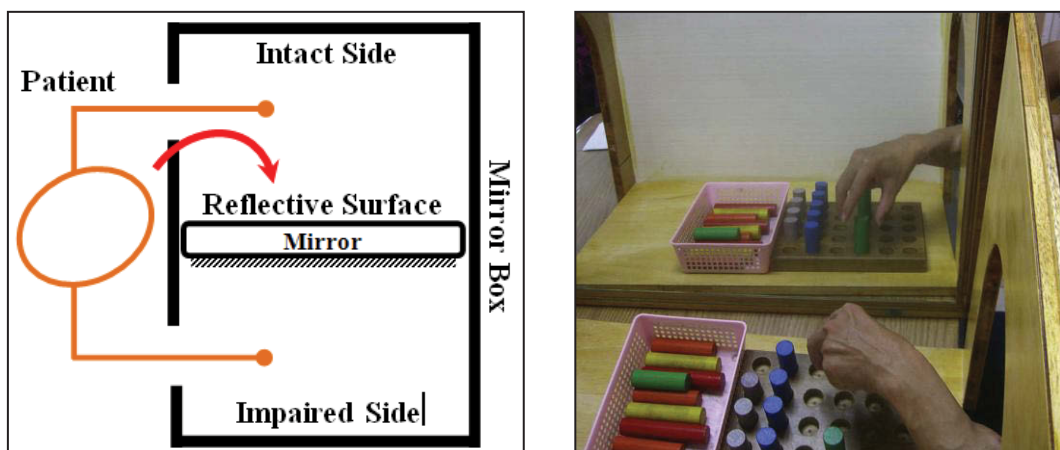 Intact Side
Patient
Reflective Surface
Mirror
Mirror Box
Impaired Side